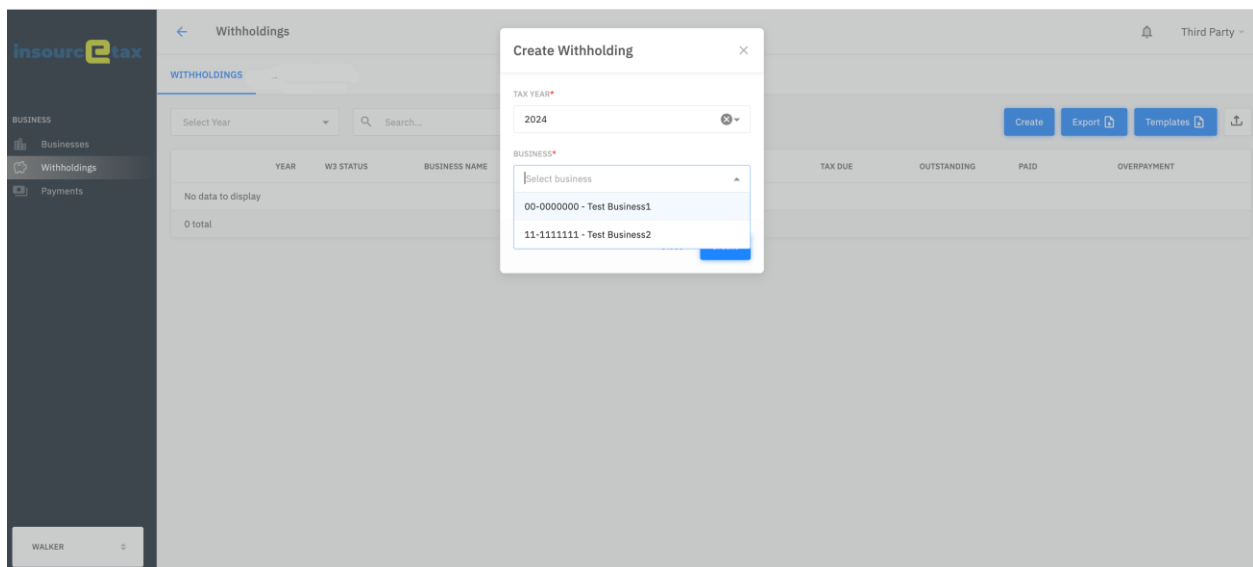 insourcetax
BUSINESS
Businesses
Withholdings
Payments
WALKER
Withholdings
Third Party
WITHHOLDINGS
Select Year
Search...
Create
Export
Templates
YEAR W3 STATUS BUSINESS NAME TAX DUE OUTSTANDING PAID OVERPAYMENT
No data to display
0 total
Create Withholding
TAX YEAR*
2024
BUSINESS*
Select business
00-0000000 - Test Business1
11-1111111 - Test Business2